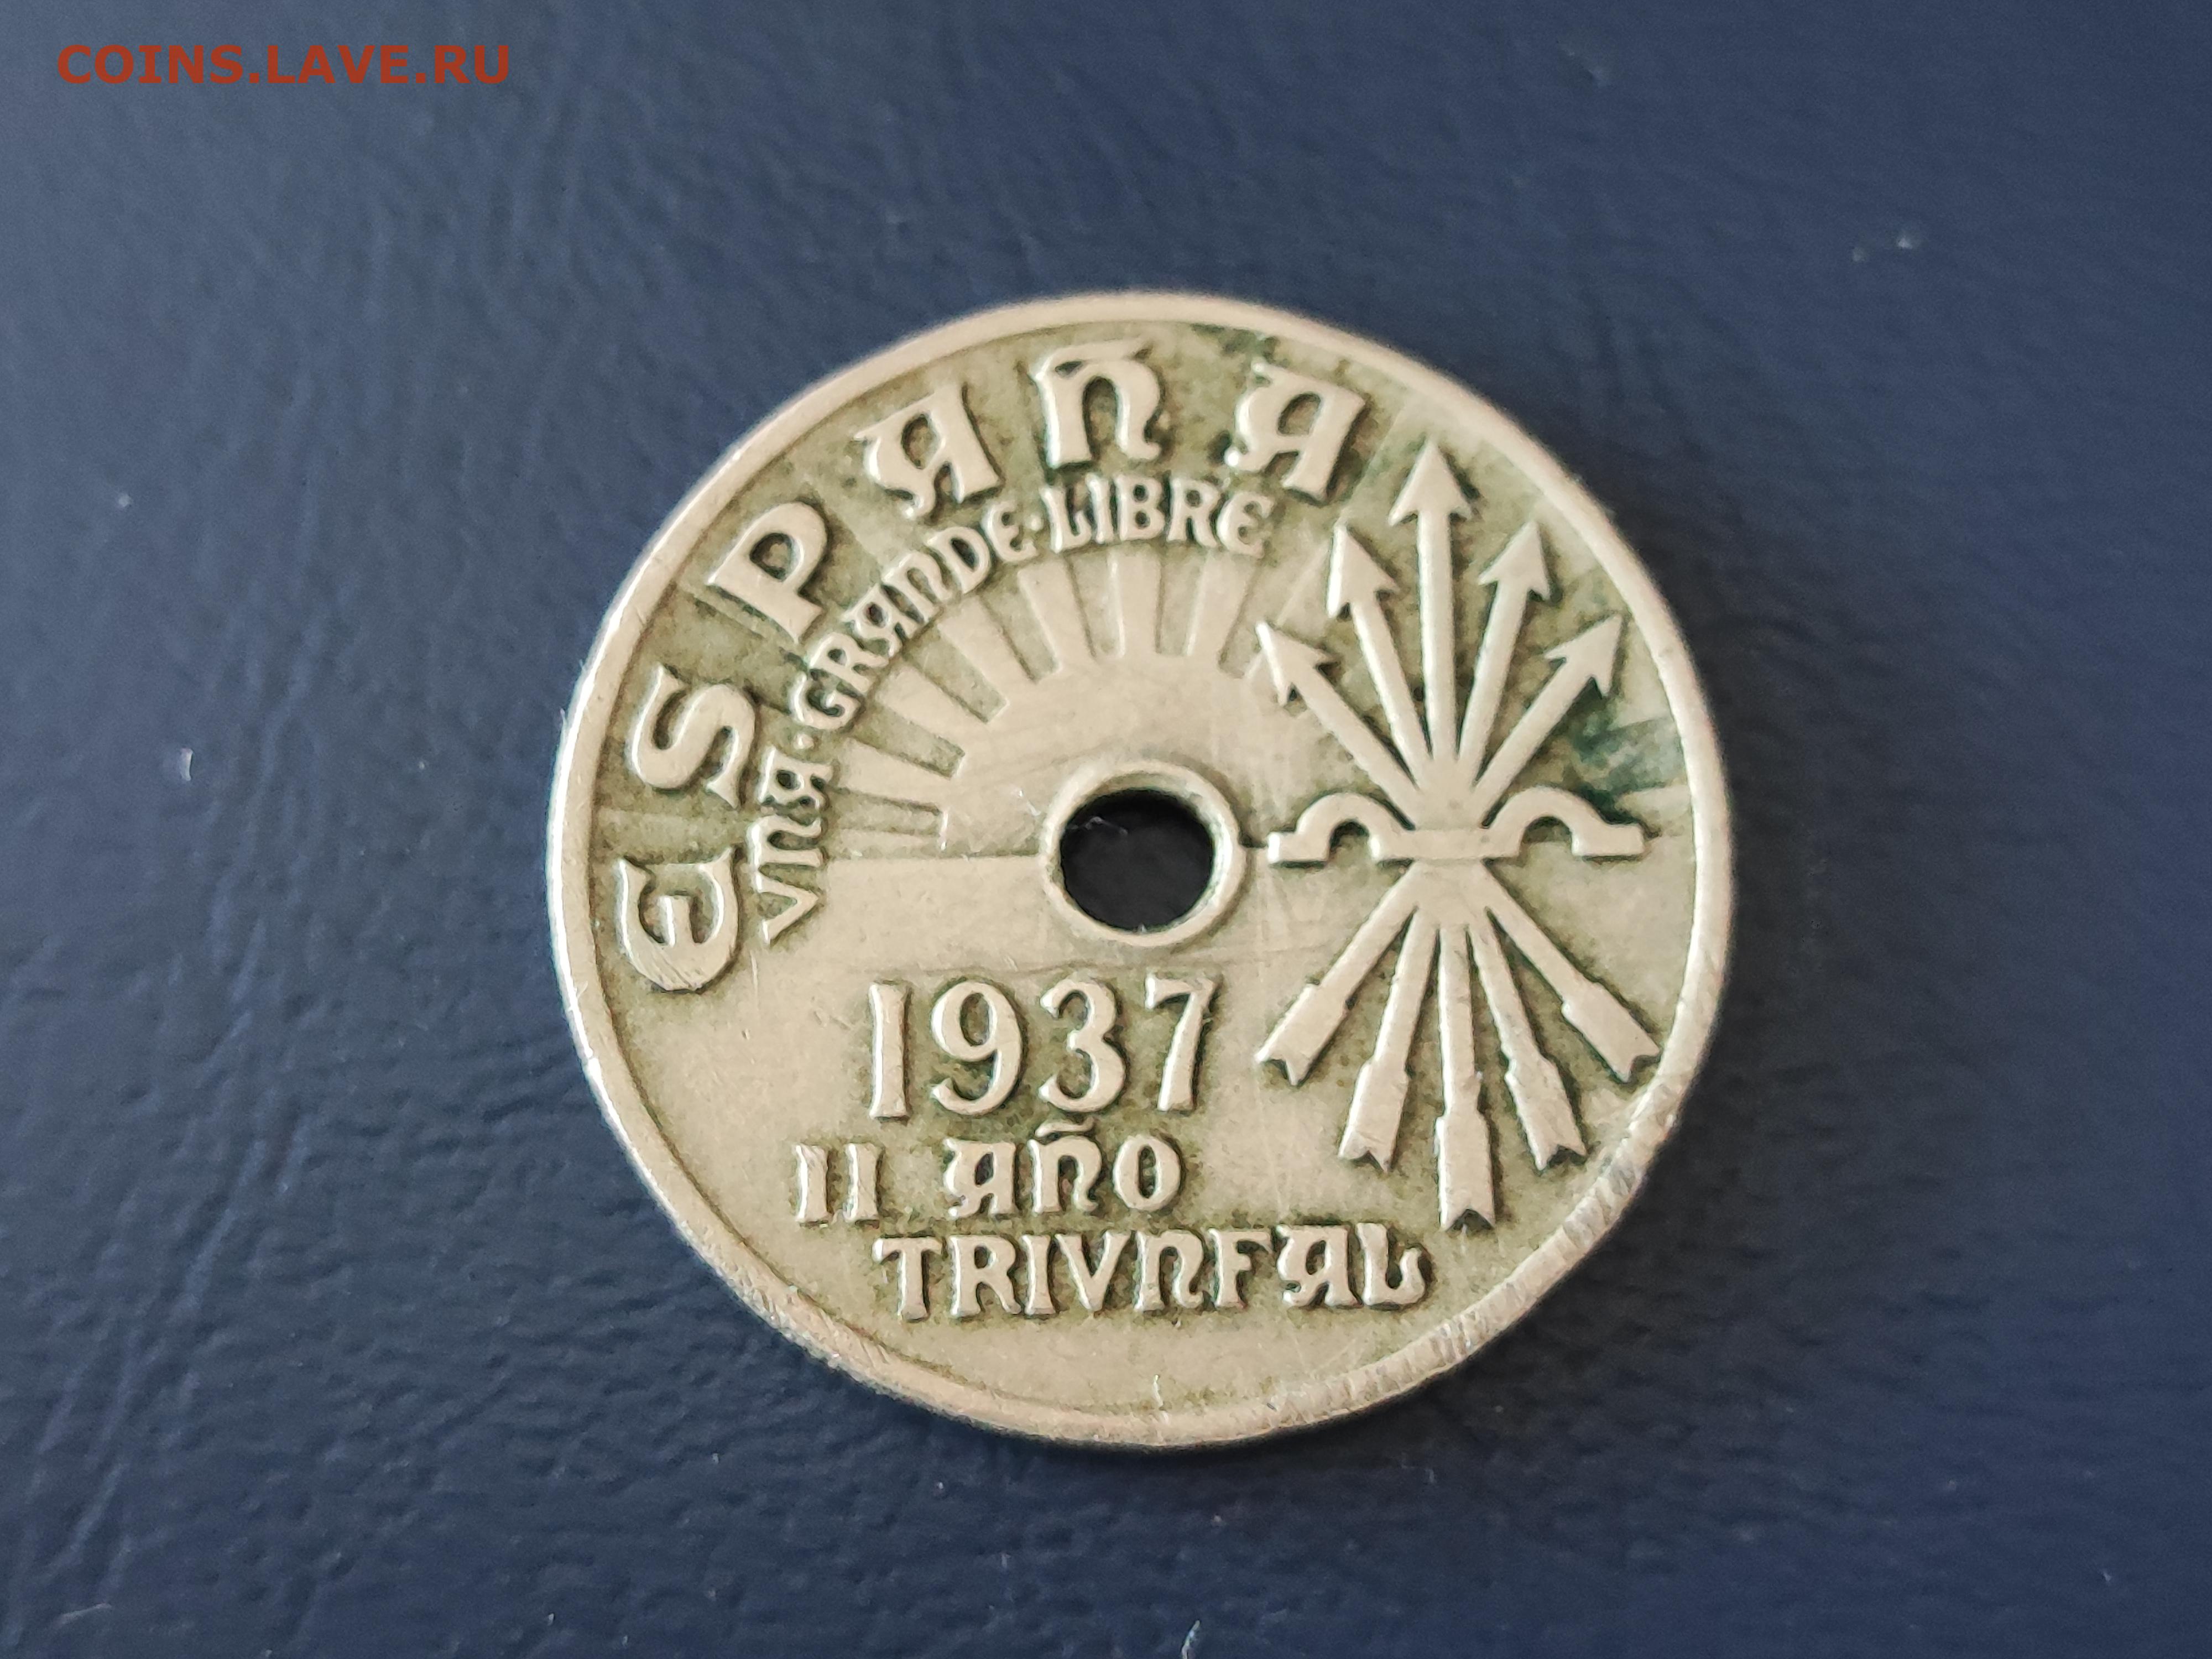 COINS.LAVE.RU
ESPAÑA
VNA·GRANDE·LIBRE
1937
II AÑO
TRIVNFAL